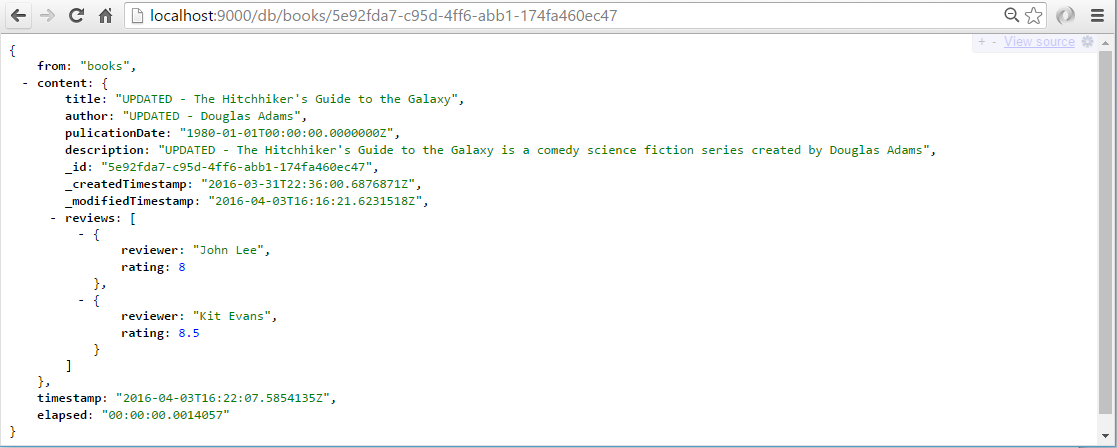 localhost:9000/db/books/5e92fda7-c95d-4ff6-abb1-174fa460ec47
+ - View source
{
from: "books",
- content: {
title: "UPDATED - The Hitchhiker's Guide to the Galaxy",
author: "UPDATED - Douglas Adams",
pulicationDate: "1980-01-01T00:00:00.0000000Z",
description: "UPDATED - The Hitchhiker's Guide to the Galaxy is a comedy science fiction series created by Douglas Adams",
_id: "5e92fda7-c95d-4ff6-abb1-174fa460ec47",
_createdTimestamp: "2016-03-31T22:36:00.6876871Z",
_modifiedTimestamp: "2016-04-03T16:16:21.6231518Z",
- reviews: [
- {
reviewer: "John Lee",
rating: 8
},
- {
reviewer: "Kit Evans",
rating: 8.5
}
]
},
timestamp: "2016-04-03T16:22:07.5854135Z",
elapsed: "00:00:00.0014057"
}